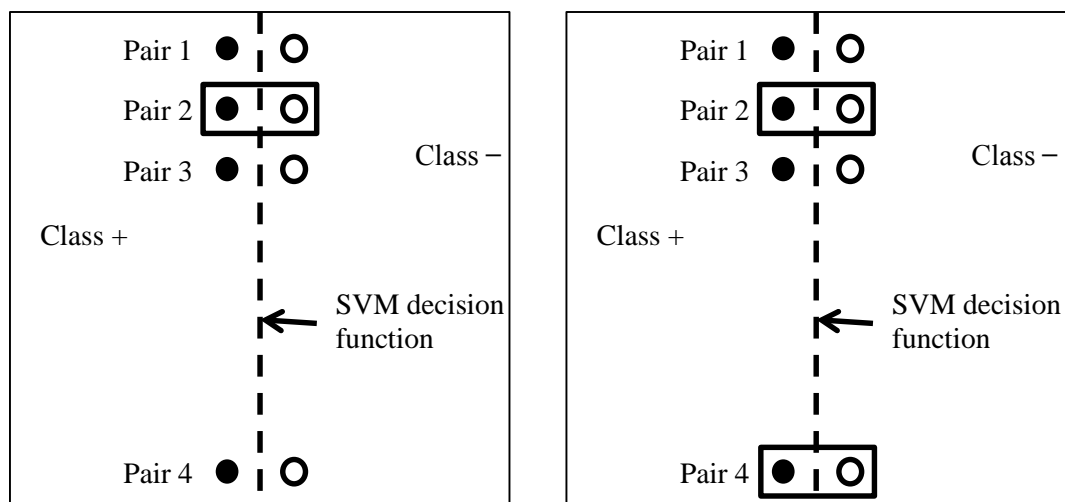 Pair 1
Pair 2
Class −
Pair 3
Class +
SVM decision
function
Pair 4
Pair 1
Pair 2
Class −
Pair 3
Class +
SVM decision
function
Pair 4